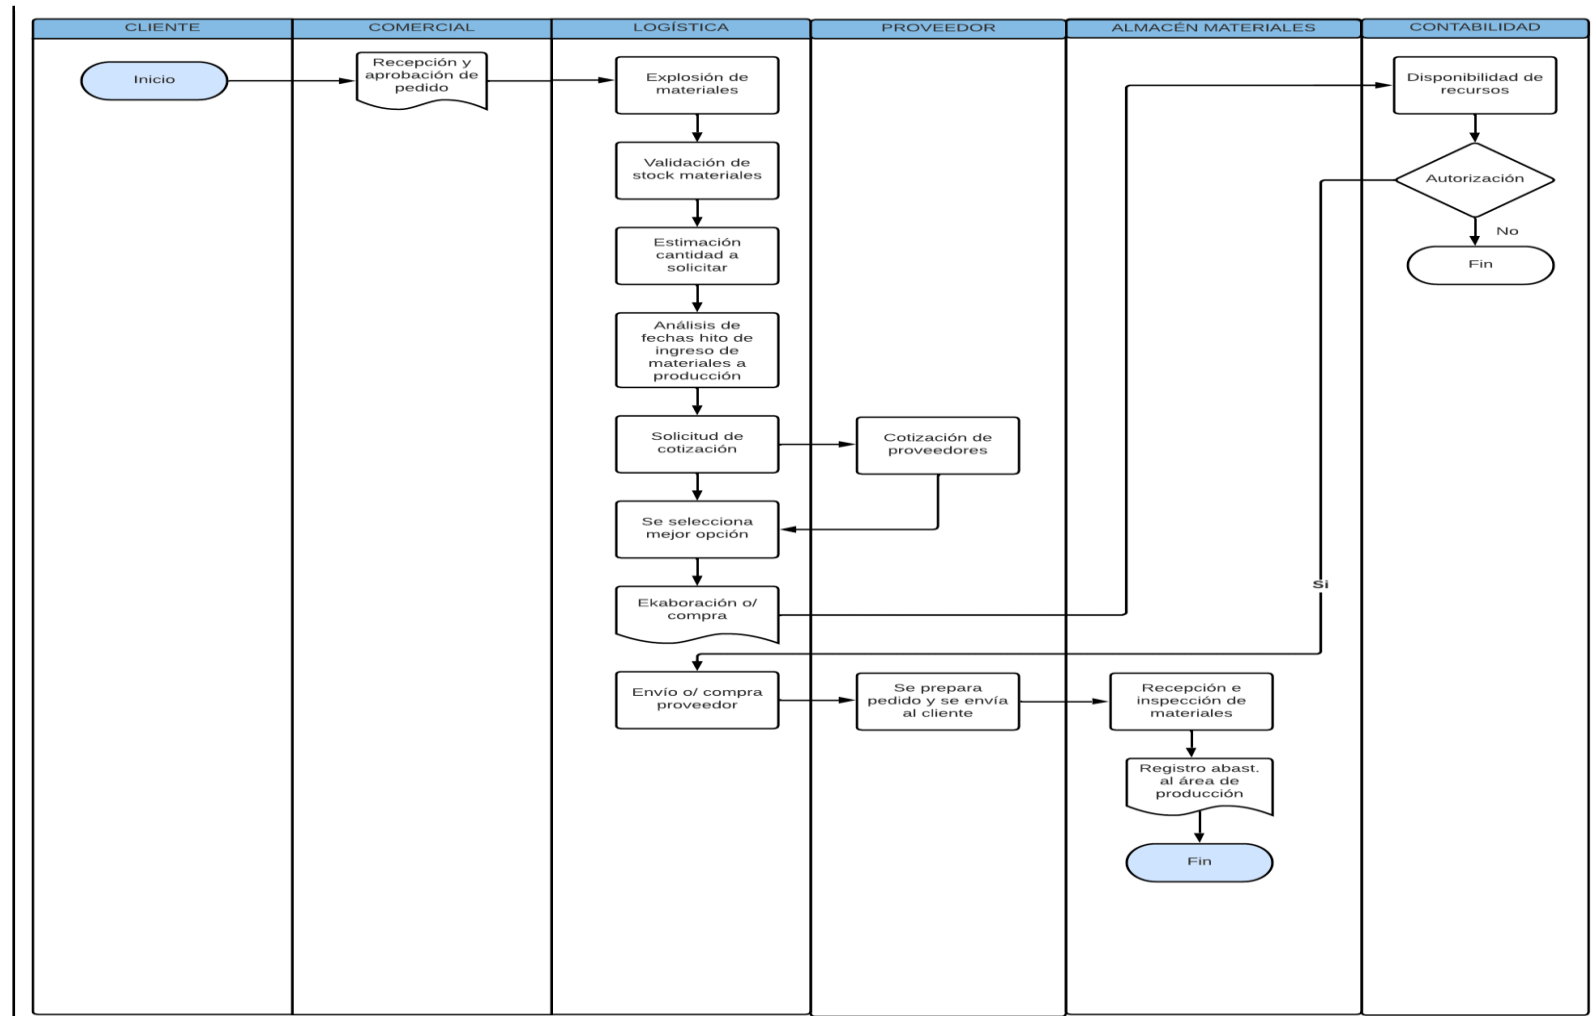 CLIENTE
COMERCIAL
LOGÍSTICA
PROVEEDOR
ALMACÉN MATERIALES
CONTABILIDAD
Inicio
Recepción y
aprobación de
pedido
Explosión de
materiales
Disponibilidad de
recursos
Validación de
stock materiales
Autorización
No
Fin
Estimación
cantidad a
solicitar
Análisis de
fechas hito de
ingreso de
materiales a
producción
Solicitud de
cotización
Cotización de
proveedores
Se selecciona
mejor opción
Ekaboración o/
compra
Si
Envío o/ compra
proveedor
Se prepara
pedido y se envía
al cliente
Recepción e
inspección de
materiales
Registro abast.
al área de
producción
Fin